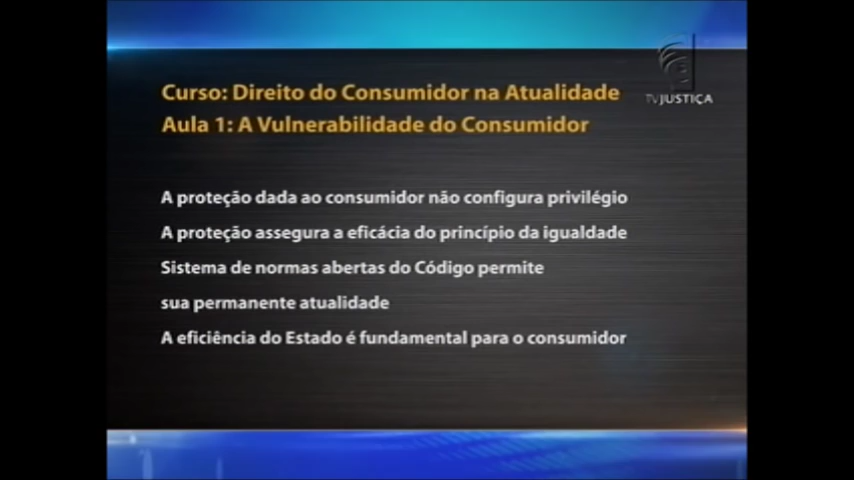 TV JUSTIÇA
Curso: Direito do Consumidor na Atualidade
Aula 1: A Vulnerabilidade do Consumidor
A proteção dada ao consumidor não configura privilégio
A proteção assegura a eficácia do princípio da igualdade
Sistema de normas abertas do Código permite
sua permanente atualidade
A eficiência do Estado é fundamental para o consumidor